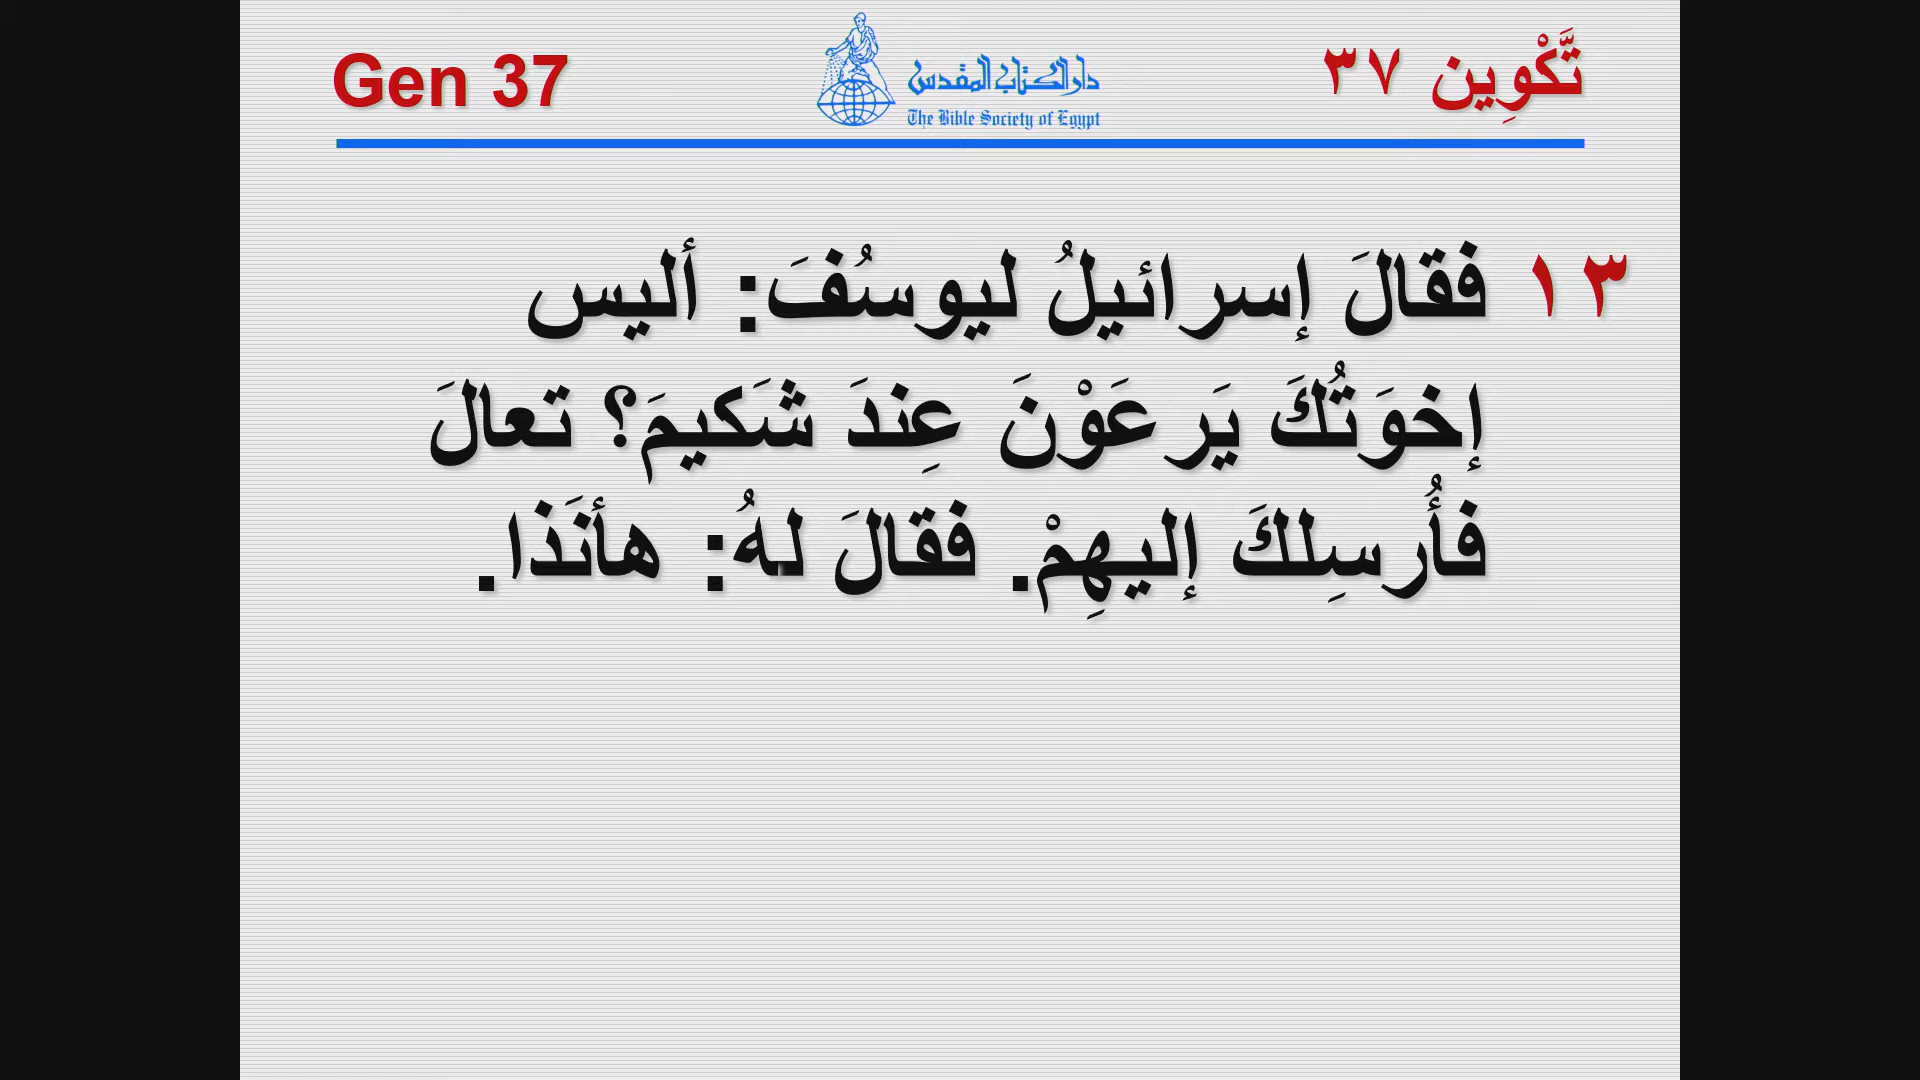 Gen 37
دار الكتاب المقدس
The Bible Society of Egypt
تَّكْوِين ٣٧
١٣ فقالَ إسرائيلُ ليوسُفَ: أليس
إخوَتُكَ يَرعَوْنَ عِندَ شَكيمَ؟ تعالَ
فأُرسِلكَ إليهِمْ. فقالَ لهُ: هأنَذا.